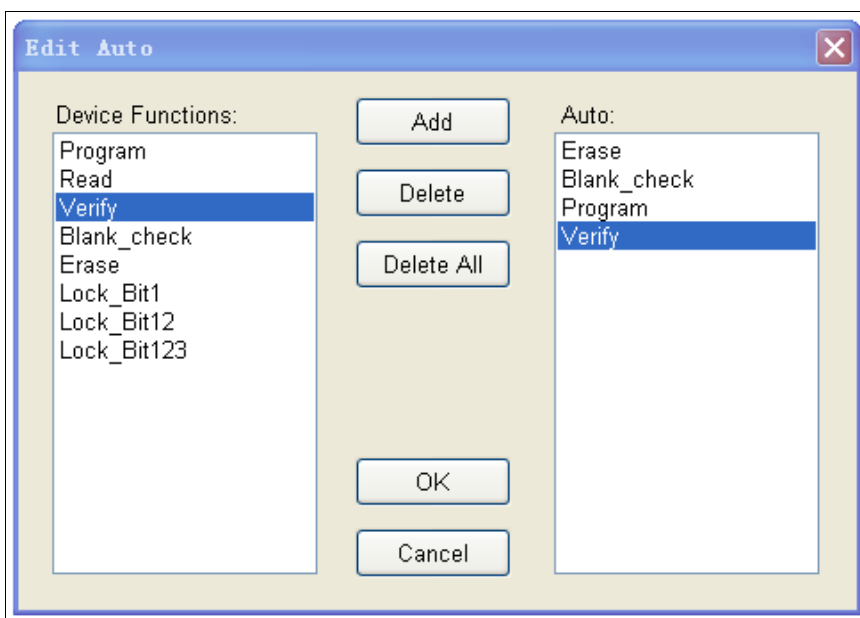 Edit Auto
Device Functions:
Program
Read
Verify
Blank_check
Erase
Lock_Bit1
Lock_Bit12
Lock_Bit123
Add
Delete
Delete All
OK
Cancel
Auto:
Erase
Blank_check
Program
Verify